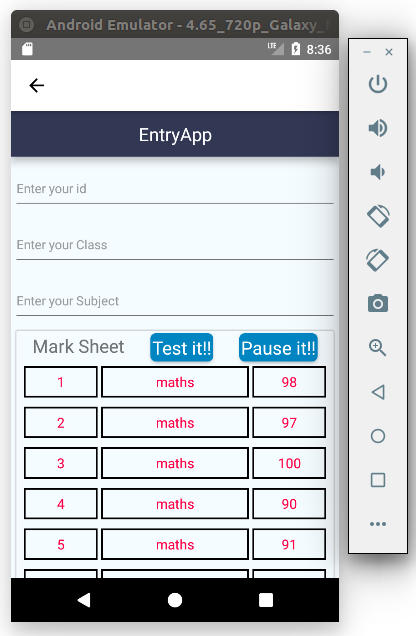 Android Emulator - 4.65_720p_Galaxy_
LTE 8:36
EntryApp
Enter your id
Enter your Class
Enter your Subject
Mark Sheet Test it!! Pause it!!
1 maths 98
2 maths 97
3 maths 100
4 maths 90
5 maths 91